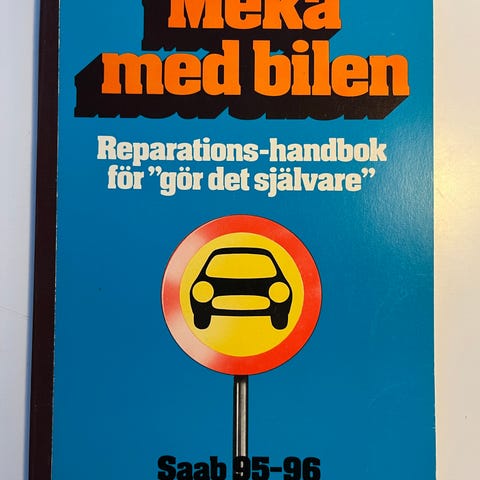 Meka
med bilen
Reparations-handbok
för "gör det självare"
Saab 95-96